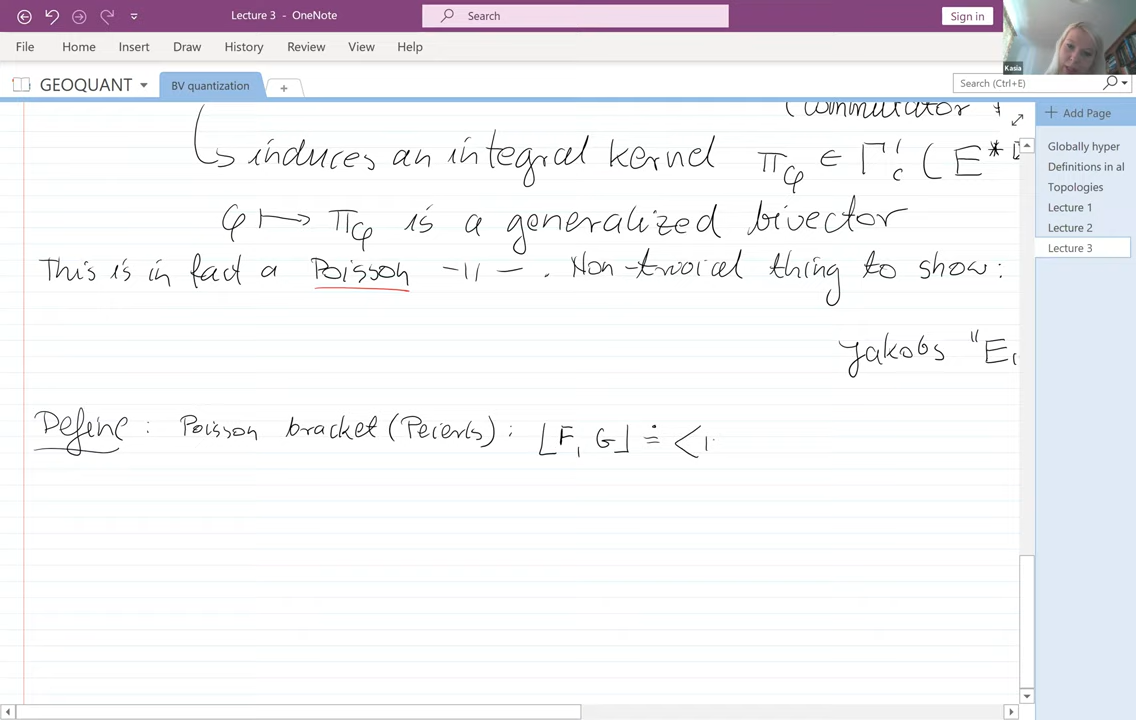 Lecture 3 - OneNote
Search
Sign in
File Home Insert Draw History Review View Help
Kasia
GEOQUANT
BV quantization
Search (Ctrl+E)
Add Page
Globally hyper
Definitions in al
Topologies
Lecture 1
Lecture 2
Lecture 3
(Commutator
↳ induces an integral kernel π_φ ∈ Γ'_c (E*
φ ↦ π_φ is a generalized bivector
This is in fact a Poisson -||- . Non-trivial thing to show:
Jakobs "E
Define : Poisson bracket (Peierls) : ⌊F, G⌋ ≐ <